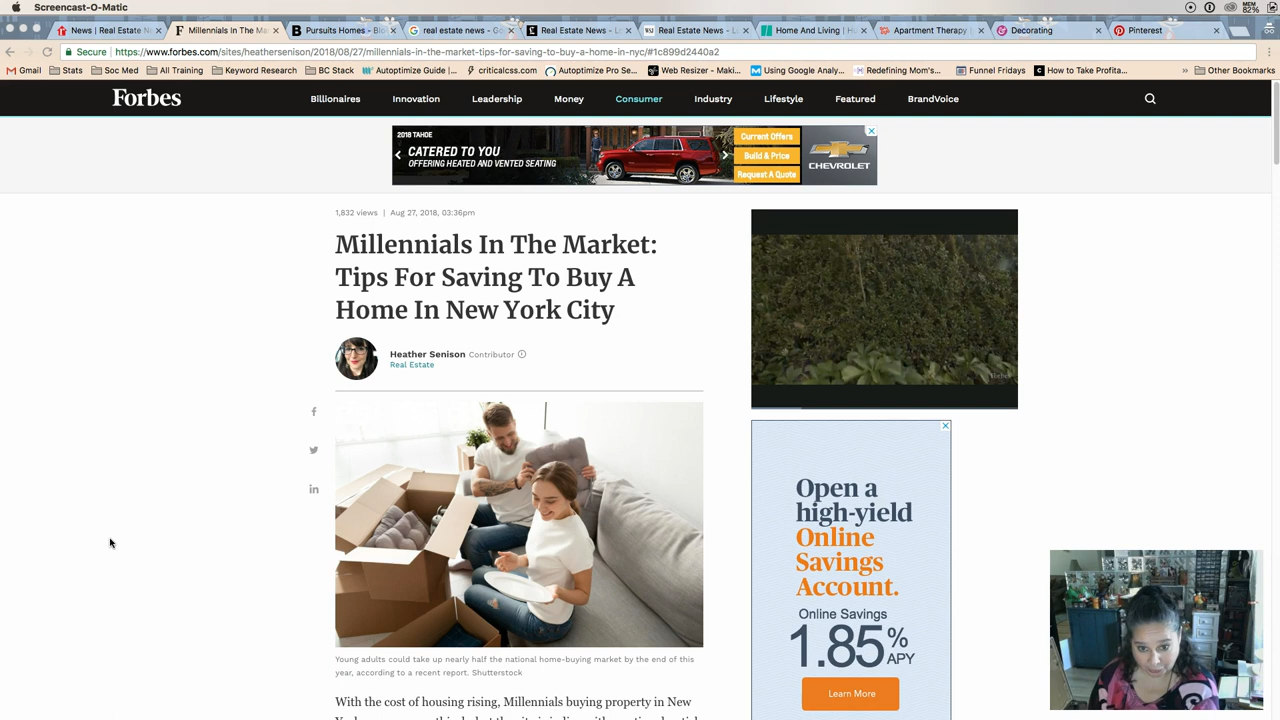 Screencast-O-Matic
MEM
82%
News | Real Estate Ne
Millennials In The Ma
Pursuits Homes - Blo
real estate news - Go
Real Estate News - L
Real Estate News - L
Home And Living | Hu
Apartment Therapy
Decorating
Pinterest
Secure
https://www.forbes.com/sites/heathersenison/2018/08/27/millennials-in-the-market-tips-for-saving-to-buy-a-home-in-nyc/#1c899d2440a2
Gmail
Stats
Soc Med
All Training
Keyword Research
BC Stack
Autoptimize Guide |...
criticalcss.com
Autoptimize Pro Se...
Web Resizer - Maki...
Using Google Analy...
Redefining Mom's...
Funnel Fridays
How to Take Profita...
» Other Bookmarks
Forbes
Billionaires
Innovation
Leadership
Money
Consumer
Industry
Lifestyle
Featured
BrandVoice
2018 TAHOE
CATERED TO YOU
OFFERING HEATED AND VENTED SEATING
Current Offers
Build & Price
Request A Quote
CHEVROLET
1,832 views | Aug 27, 2018, 03:36pm
Millennials In The Market:
Tips For Saving To Buy A
Home In New York City
Heather Senison Contributor
Real Estate
Forbes
Young adults could take up nearly half the national home-buying market by the end of this
year, according to a recent report. Shutterstock
With the cost of housing rising, Millennials buying property in New
Open a
high-yield
Online
Savings
Account.
Online Savings
1.85% APY
Learn More